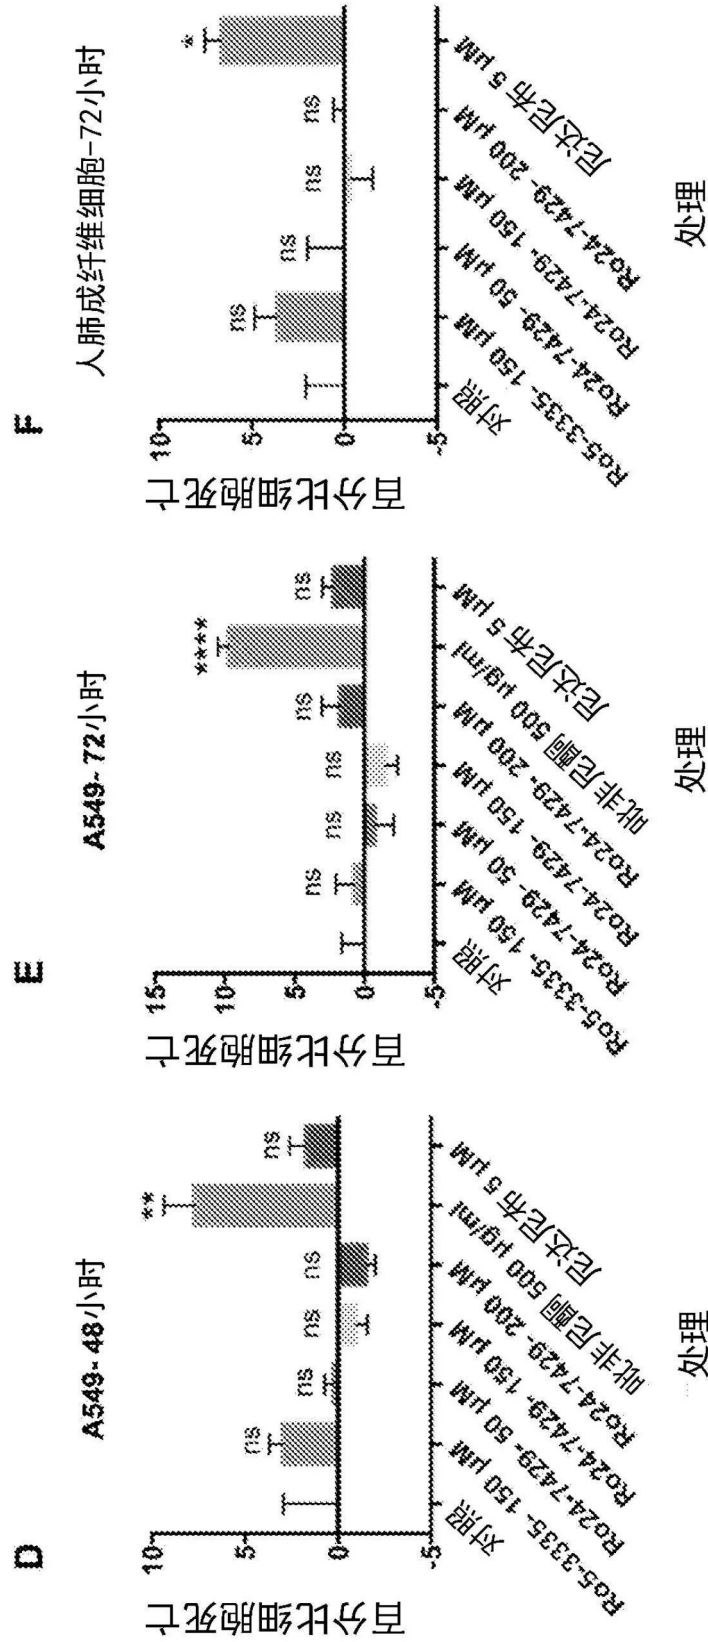 D
A549- 48小时
百分比细胞死亡
10
5
0
-5
ns
ns
ns
ns
**
ns
对照
Ro5-3335- 150 µM
Ro24-7429- 50 µM
Ro24-7429- 150 µM
Ro24-7429- 200 µM
吡非尼酮 500 µg/ml
尼达尼布 5 µM
处理
E
A549- 72小时
百分比细胞死亡
15
10
5
0
-5
ns
ns
ns
ns
****
ns
对照
Ro5-3335- 150 µM
Ro24-7429- 50 µM
Ro24-7429- 150 µM
Ro24-7429- 200 µM
吡非尼酮 500 µg/ml
尼达尼布 5 µM
处理
F
人肺成纤维细胞-72小时
百分比细胞死亡
10
5
0
-5
ns
ns
ns
ns
*
对照
Ro5-3335- 150 µM
Ro24-7429- 50 µM
Ro24-7429- 150 µM
Ro24-7429- 200 µM
尼达尼布 5 µM
处理